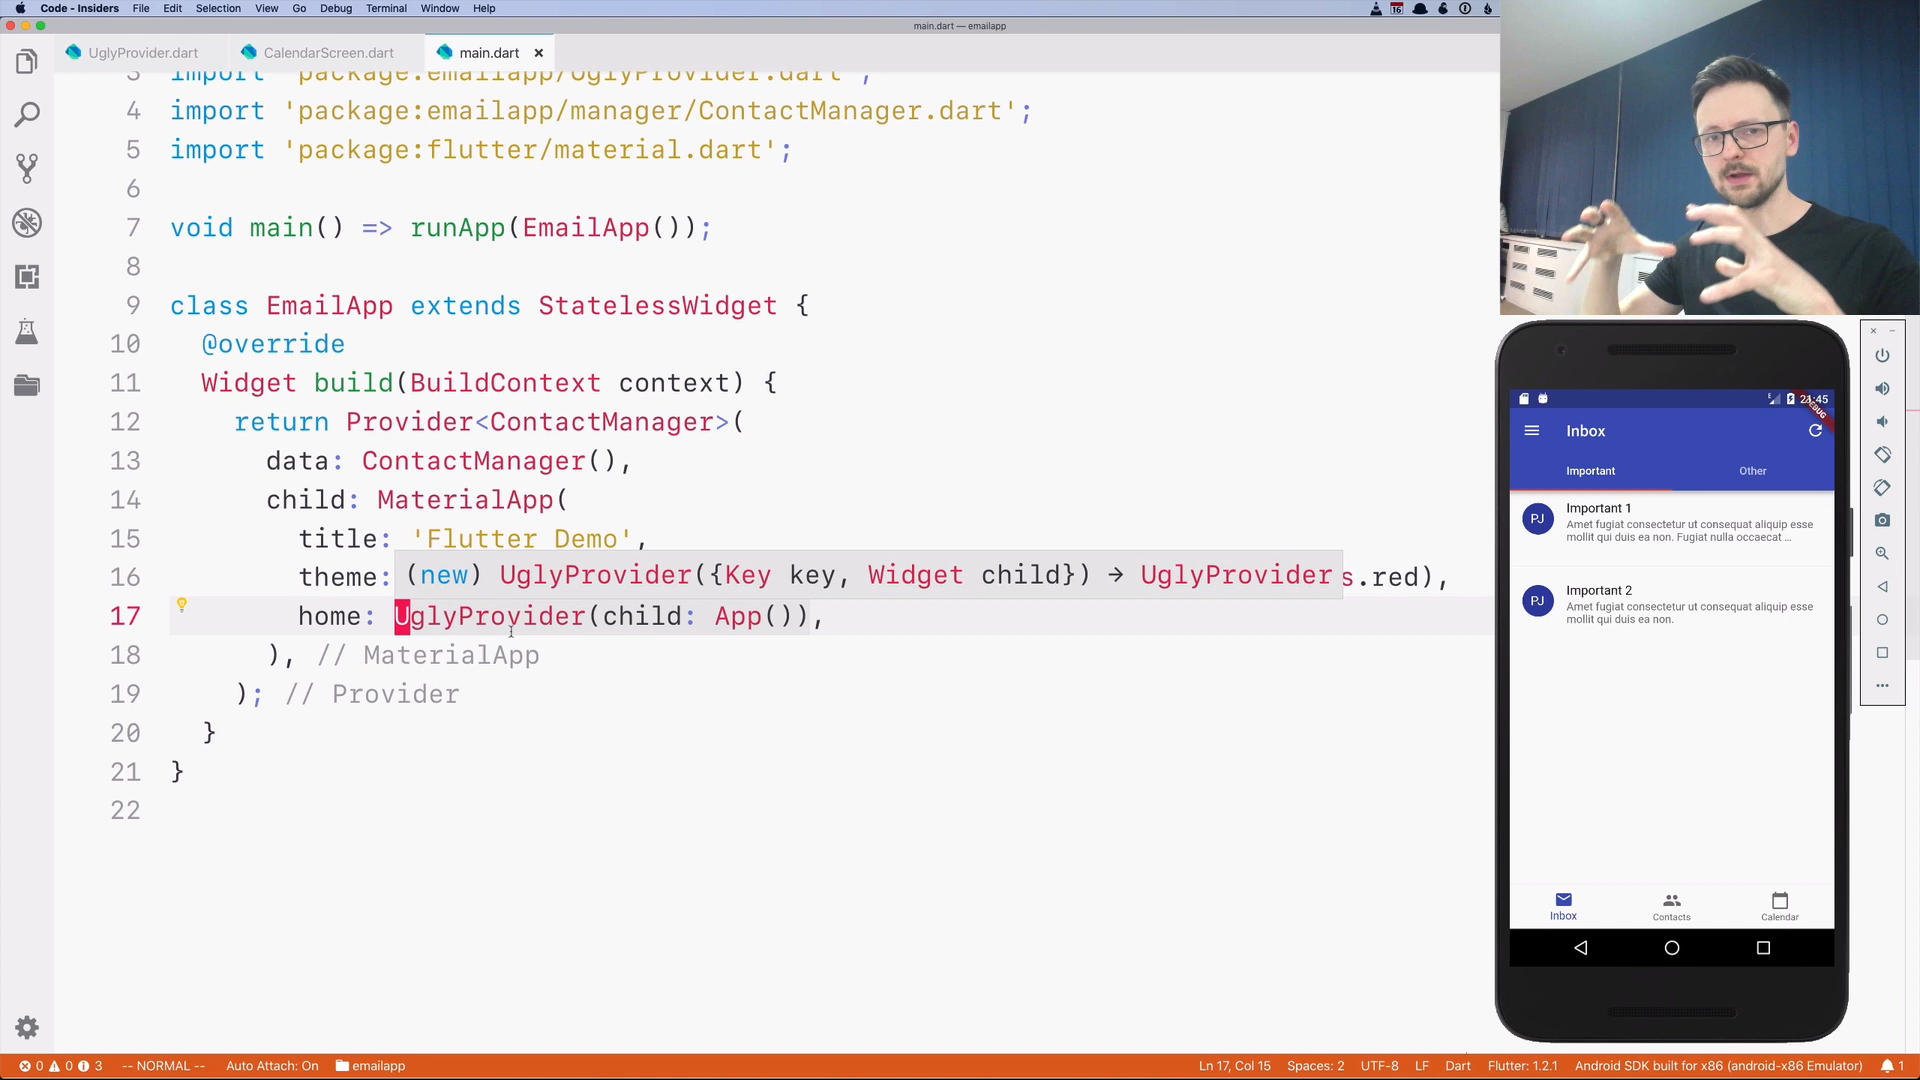 Code - Insiders File Edit Selection View Go Debug Terminal Window Help
16
main.dart — emailapp
UglyProvider.dart CalendarScreen.dart main.dart
3 import 'package:emailapp/UglyProvider.dart';
4 import 'package:emailapp/manager/ContactManager.dart';
5 import 'package:flutter/material.dart';
6
7 void main() => runApp(EmailApp());
8
9 class EmailApp extends StatelessWidget {
10 @override
11 Widget build(BuildContext context) {
12 return Provider<ContactManager>(
13 data: ContactManager(),
14 child: MaterialApp(
15 title: 'Flutter Demo',
(new) UglyProvider({Key key, Widget child}) → UglyProvider
16 theme: s.red),
17 home: UglyProvider(child: App()),
18 ), // MaterialApp
19 ); // Provider
20 }
21 }
22
21:45
DEBUG
Inbox
Important Other
PJ
Important 1
Amet fugiat consectetur ut consequat aliquip esse
mollit qui duis ea non. Fugiat nulla occaecat ...
PJ
Important 2
Amet fugiat consectetur ut consequat aliquip esse
mollit qui duis ea non.
Inbox Contacts Calendar
0 0 3 -- NORMAL -- Auto Attach: On emailapp Ln 17, Col 15 Spaces: 2 UTF-8 LF Dart Flutter: 1.2.1 Android SDK built for x86 (android-x86 Emulator) 1